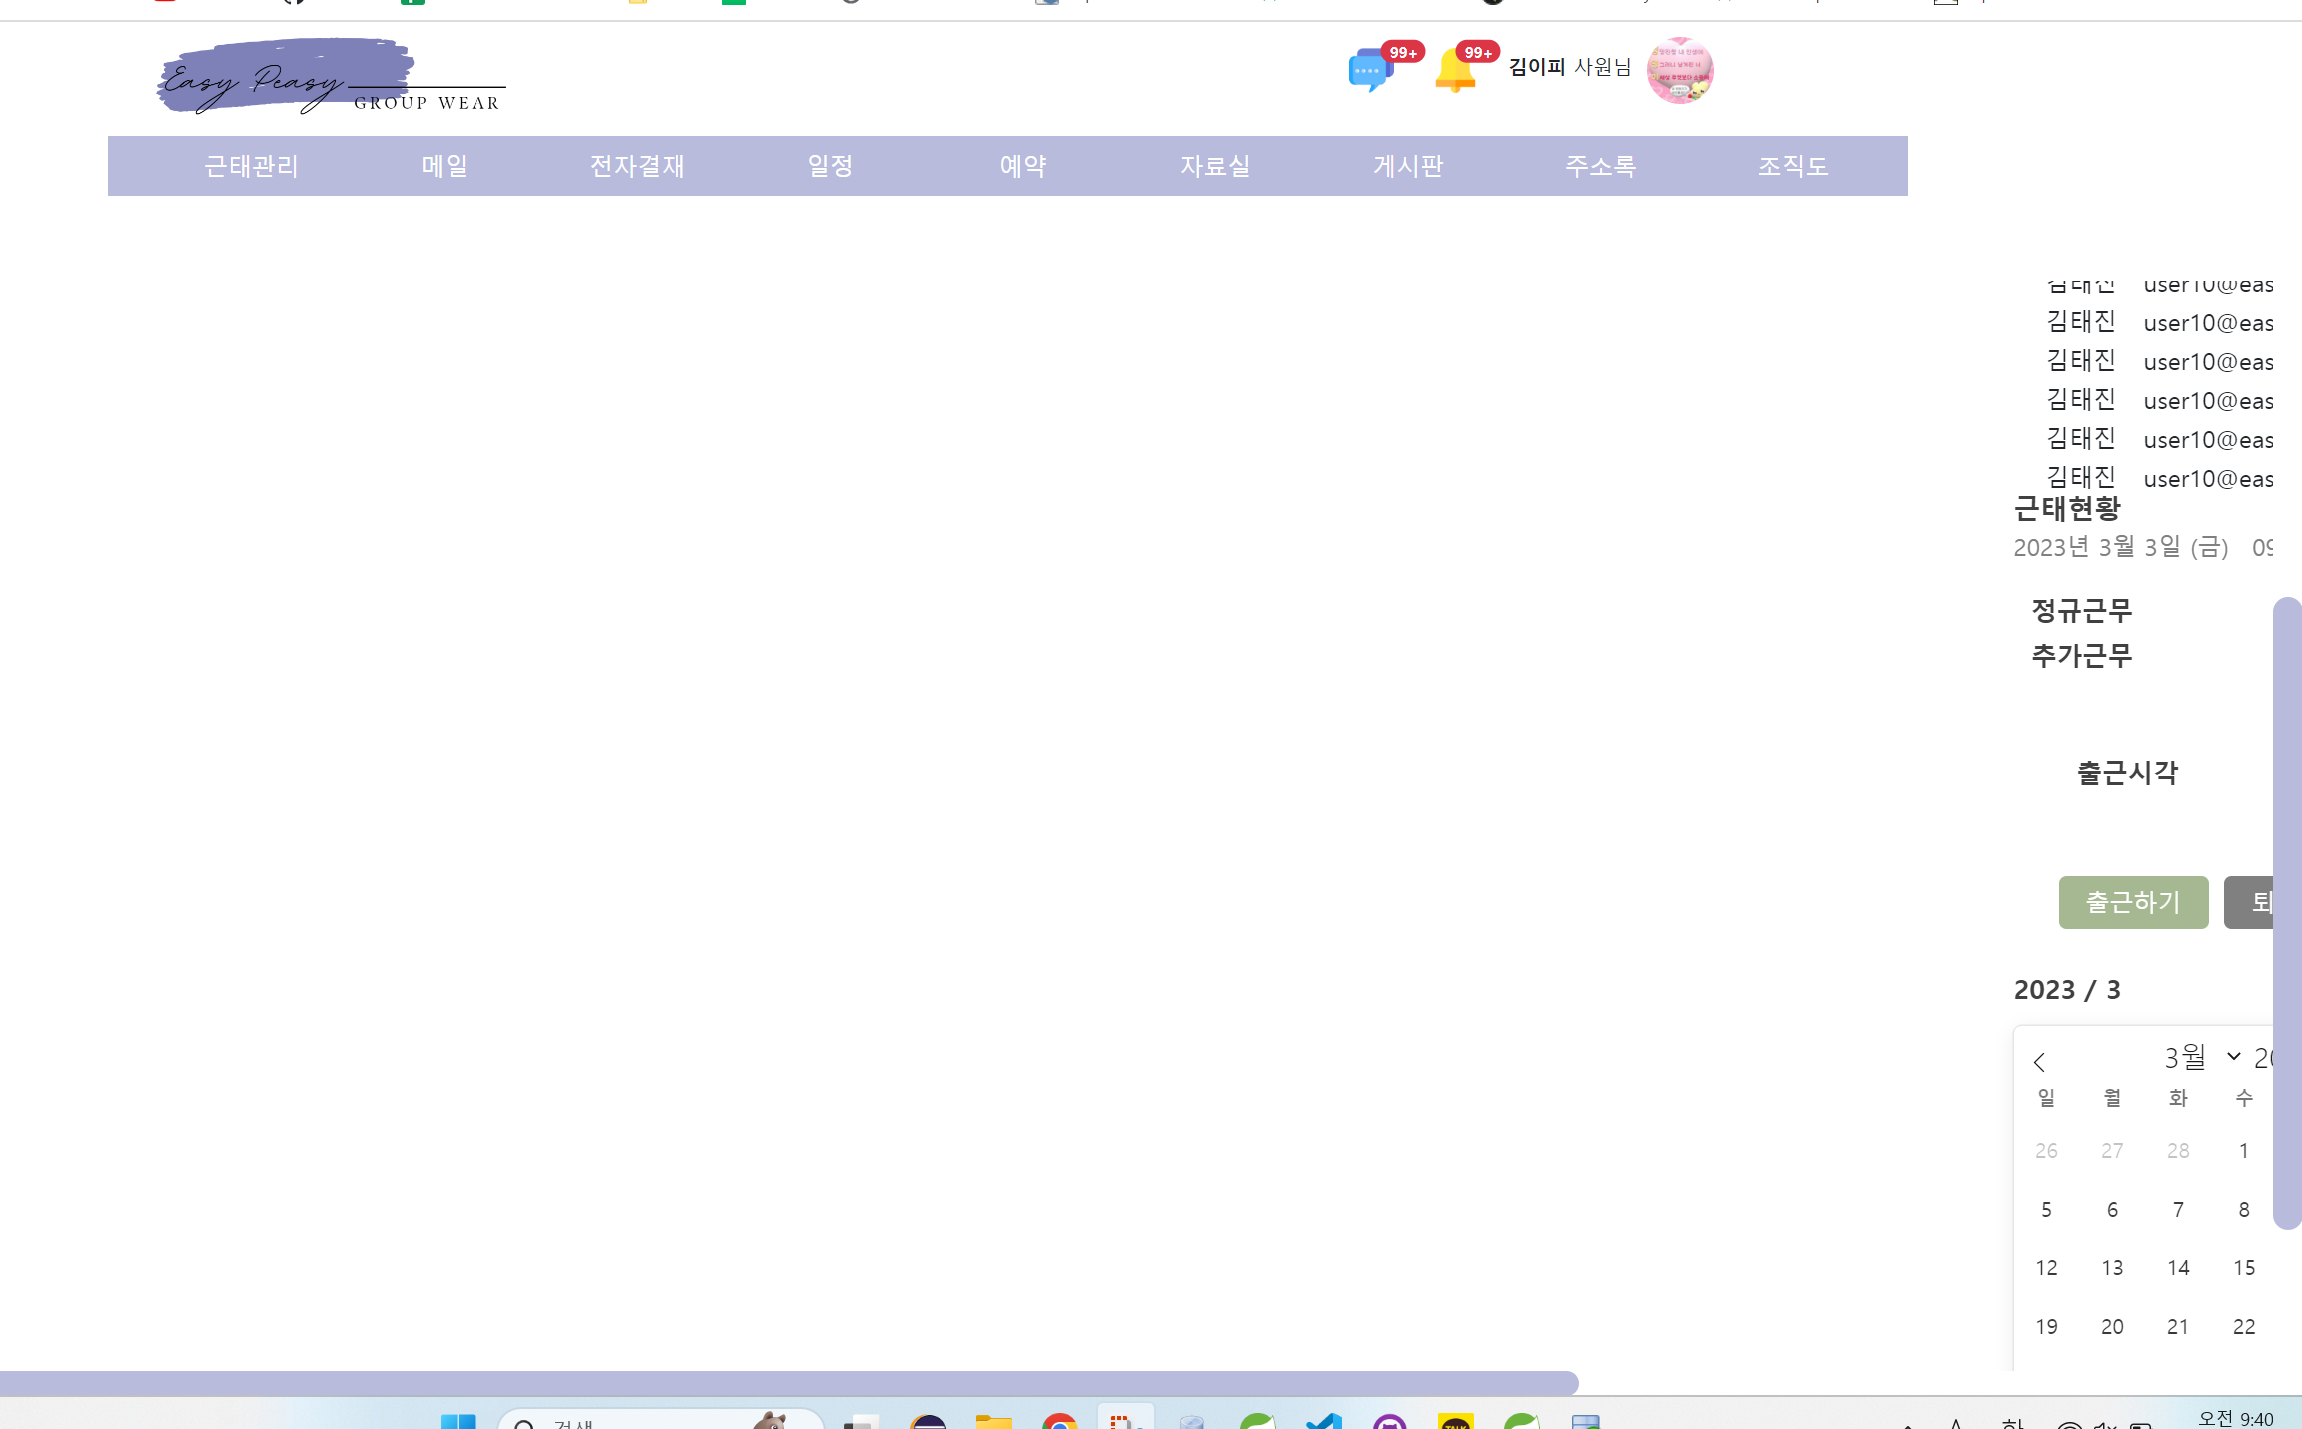 Easy Peasy
GROUP WEAR
99+
99+
김이피 사원님
근태관리 메일 전자결재 일정 예약 자료실 게시판 주소록 조직도
김태진 user10@eas
김태진 user10@eas
김태진 user10@eas
김태진 user10@eas
김태진 user10@eas
김태진 user10@eas
근태현황
2023년 3월 3일 (금) 09
정규근무
추가근무
출근시각
출근하기 퇴
2023 / 3
3월 20
일 월 화 수
26 27 28 1
5 6 7 8
12 13 14 15
19 20 21 22
검색
A 한 오전 9:40